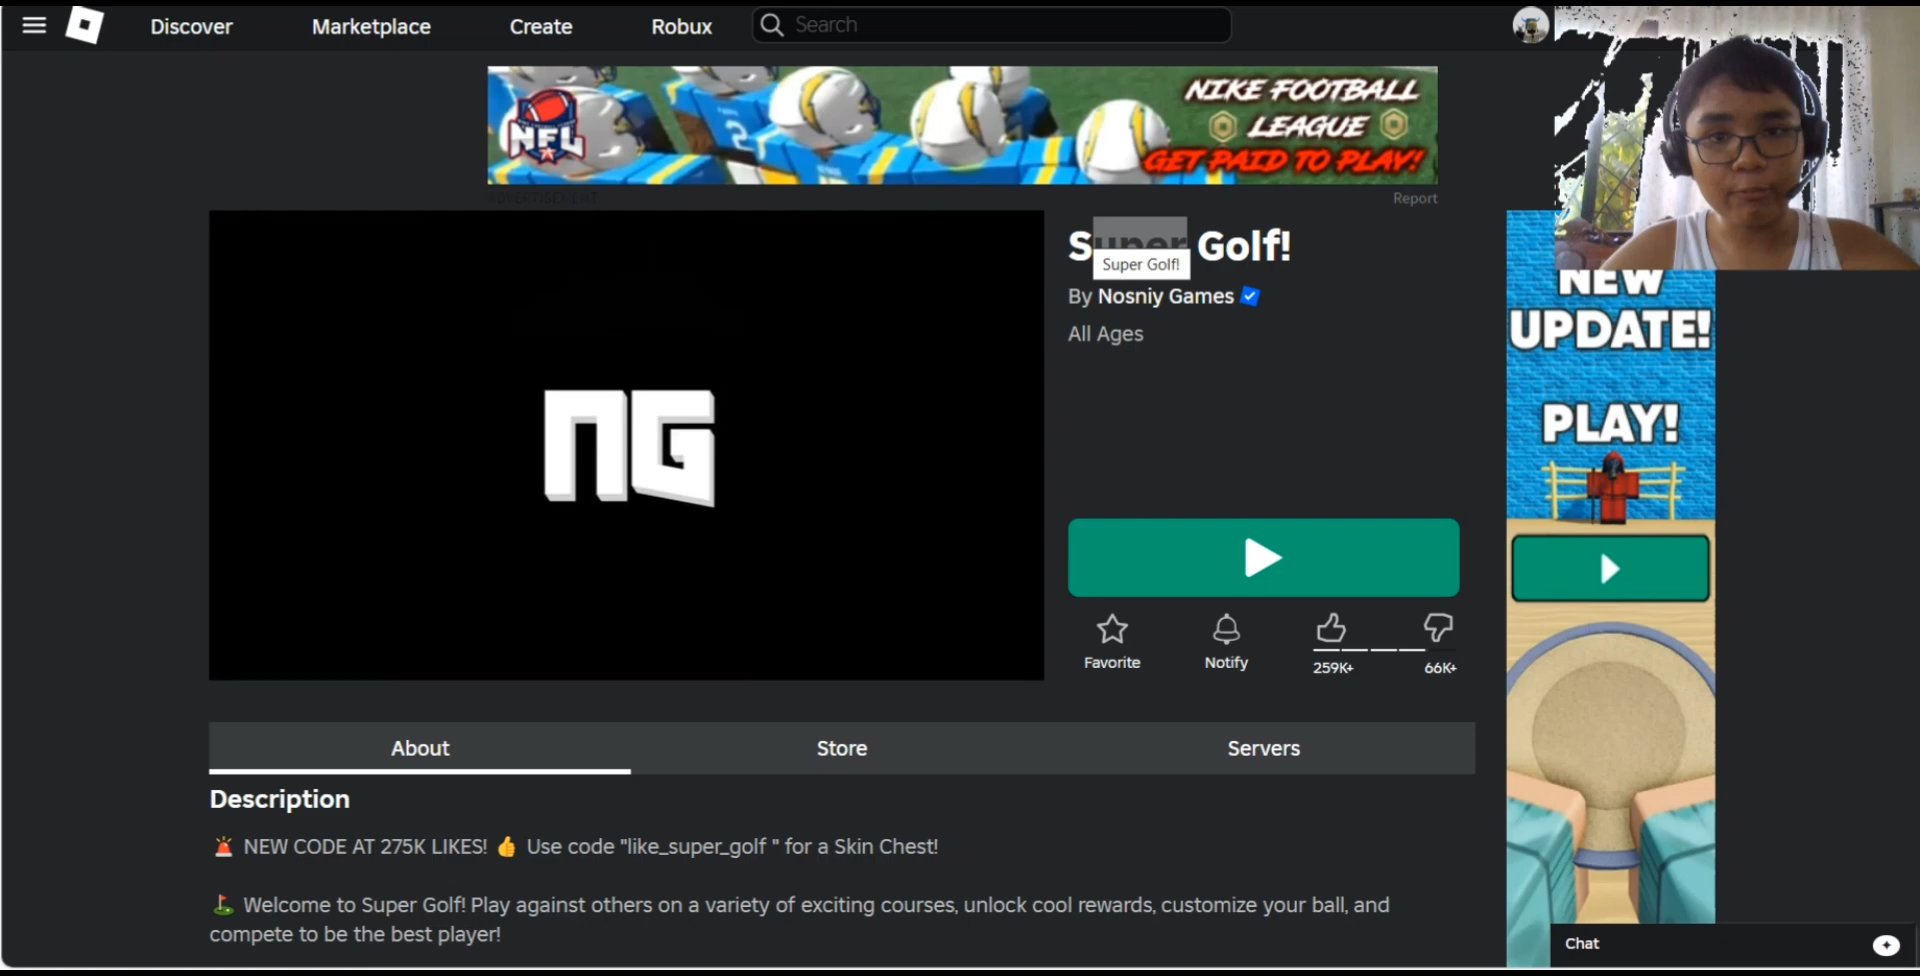 Discover
Marketplace
Create
Robux
Search
NFL
NIKE FOOTBALL
LEAGUE
GET PAID TO PLAY!
ADVERTISEMENT
Report
Super Golf!
Super Golf!
By Nosniy Games
All Ages
NG
Favorite
Notify
259K+
66K+
NEW
UPDATE!
PLAY!
About
Store
Servers
Description
🚨 NEW CODE AT 275K LIKES! 👍 Use code "like_super_golf " for a Skin Chest!
⛳ Welcome to Super Golf! Play against others on a variety of exciting courses, unlock cool rewards, customize your ball, and
compete to be the best player!
Chat